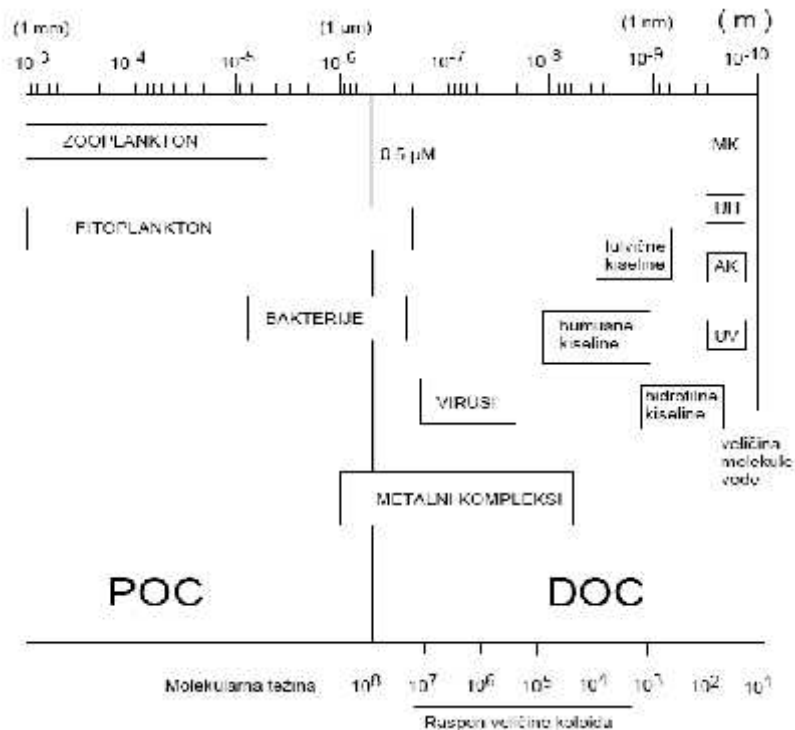 (1 mm) (1 µm) (1 nm) ( m )
10-3 10-4 10-5 10-6 10-7 10-8 10-9 10-10
ZOOPLANKTON
0.5 µM
MK
UH
FITOPLANKTON
fulvične
kiseline
AK
BAKTERIJE
humusne
kiseline
UV
VIRUSI
hidrofilne
kiseline
veličina
molekule
vode
METALNI KOMPLEKSI
POC DOC
Molekularna težina 108 107 106 105 104 103 102 101
Raspon veličine koloida